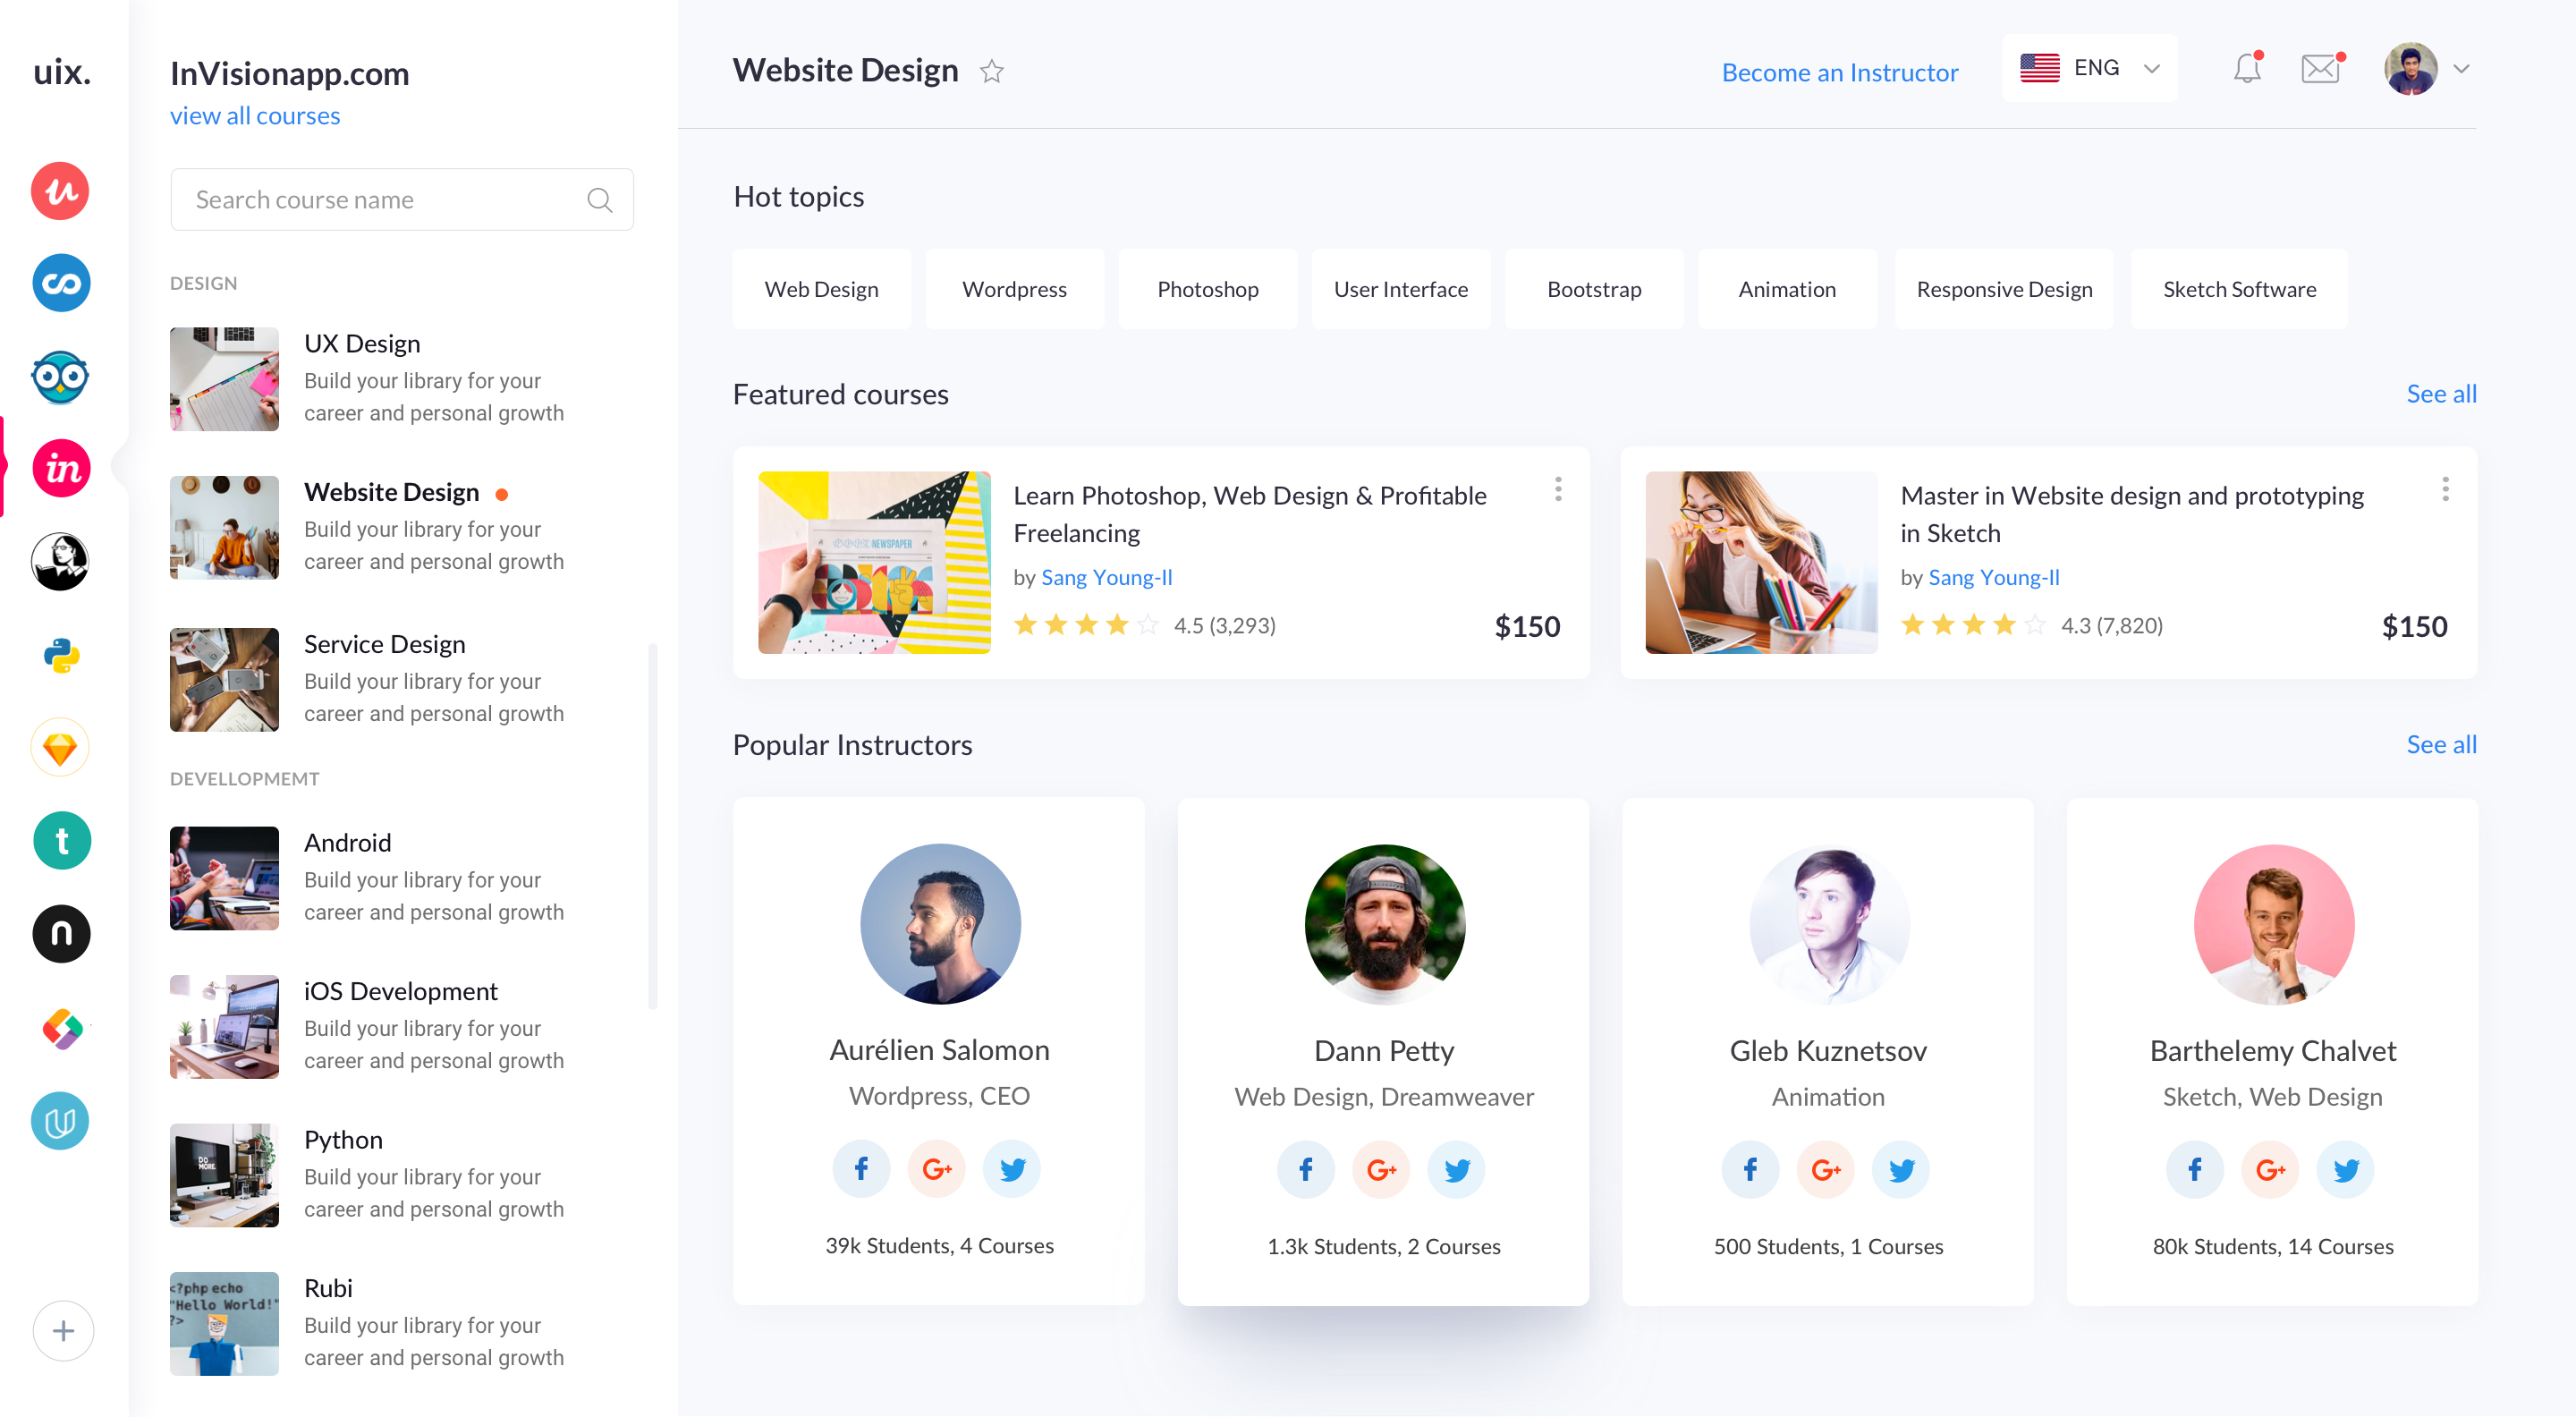 uix.
InVisionapp.com
view all courses
Search course name
DESIGN
UX Design
Build your library for your
career and personal growth
Website Design
Build your library for your
career and personal growth
Service Design
Build your library for your
career and personal growth
DEVELLOPMEMT
Android
Build your library for your
career and personal growth
iOS Development
Build your library for your
career and personal growth
Python
Build your library for your
career and personal growth
DO
MORE.
Rubi
Build your library for your
career and personal growth
<?php echo
"Hello World!"
?>
in
t
n
Website Design
Become an Instructor
ENG
Hot topics
Web Design
Wordpress
Photoshop
User Interface
Bootstrap
Animation
Responsive Design
Sketch Software
Featured courses
See all
NEWSPAPER
Learn Photoshop, Web Design & Profitable
Freelancing
by Sang Young-Il
4.5 (3,293)
$150
Master in Website design and prototyping
in Sketch
by Sang Young-Il
4.3 (7,820)
$150
Popular Instructors
See all
Aurélien Salomon
Wordpress, CEO
f
G+
39k Students, 4 Courses
Dann Petty
Web Design, Dreamweaver
f
G+
1.3k Students, 2 Courses
Gleb Kuznetsov
Animation
f
G+
500 Students, 1 Courses
Barthelemy Chalvet
Sketch, Web Design
f
G+
80k Students, 14 Courses